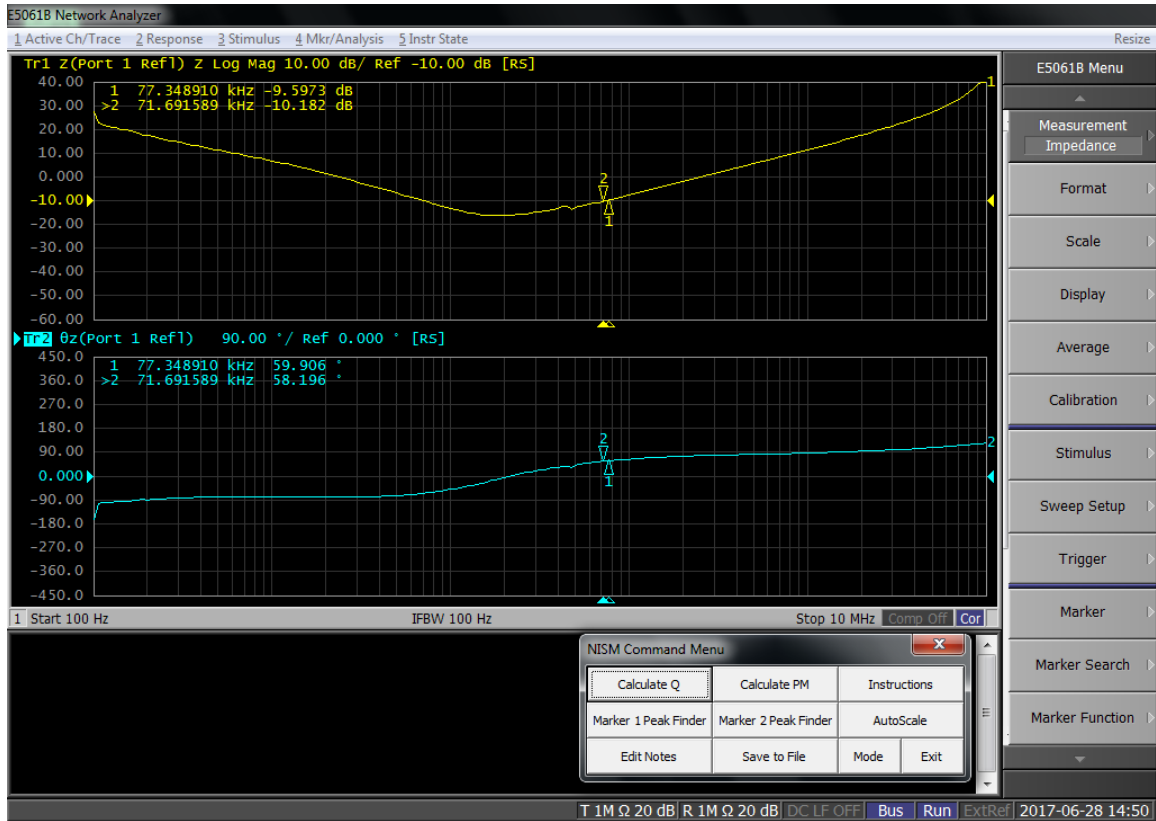 E5061B Network Analyzer
1 Active Ch/Trace 2 Response 3 Stimulus 4 Mkr/Analysis 5 Instr State Resize
Tr1 Z(Port 1 Refl) Z Log Mag 10.00 dB/ Ref -10.00 dB [RS]
40.00
30.00
20.00
10.00
0.000
-10.00
-20.00
-30.00
-40.00
-50.00
-60.00
1 77.348910 kHz -9.5973 dB
>2 71.691589 kHz -10.182 dB
1
2
1
Tr2 θz(Port 1 Refl) 90.00 °/ Ref 0.000 ° [RS]
450.0
360.0
270.0
180.0
90.00
0.000
-90.00
-180.0
-270.0
-360.0
-450.0
1 77.348910 kHz 59.906 °
>2 71.691589 kHz 58.196 °
2
2
1
1 Start 100 Hz IFBW 100 Hz Stop 10 MHz Comp Off Cor
E5061B Menu
Measurement
Impedance
Format
Scale
Display
Average
Calibration
Stimulus
Sweep Setup
Trigger
Marker
Marker Search
Marker Function
NISM Command Menu
Calculate Q Calculate PM Instructions
Marker 1 Peak Finder Marker 2 Peak Finder AutoScale
Edit Notes Save to File Mode Exit
T 1M Ω 20 dB R 1M Ω 20 dB DC LF OFF Bus Run ExtRef 2017-06-28 14:50